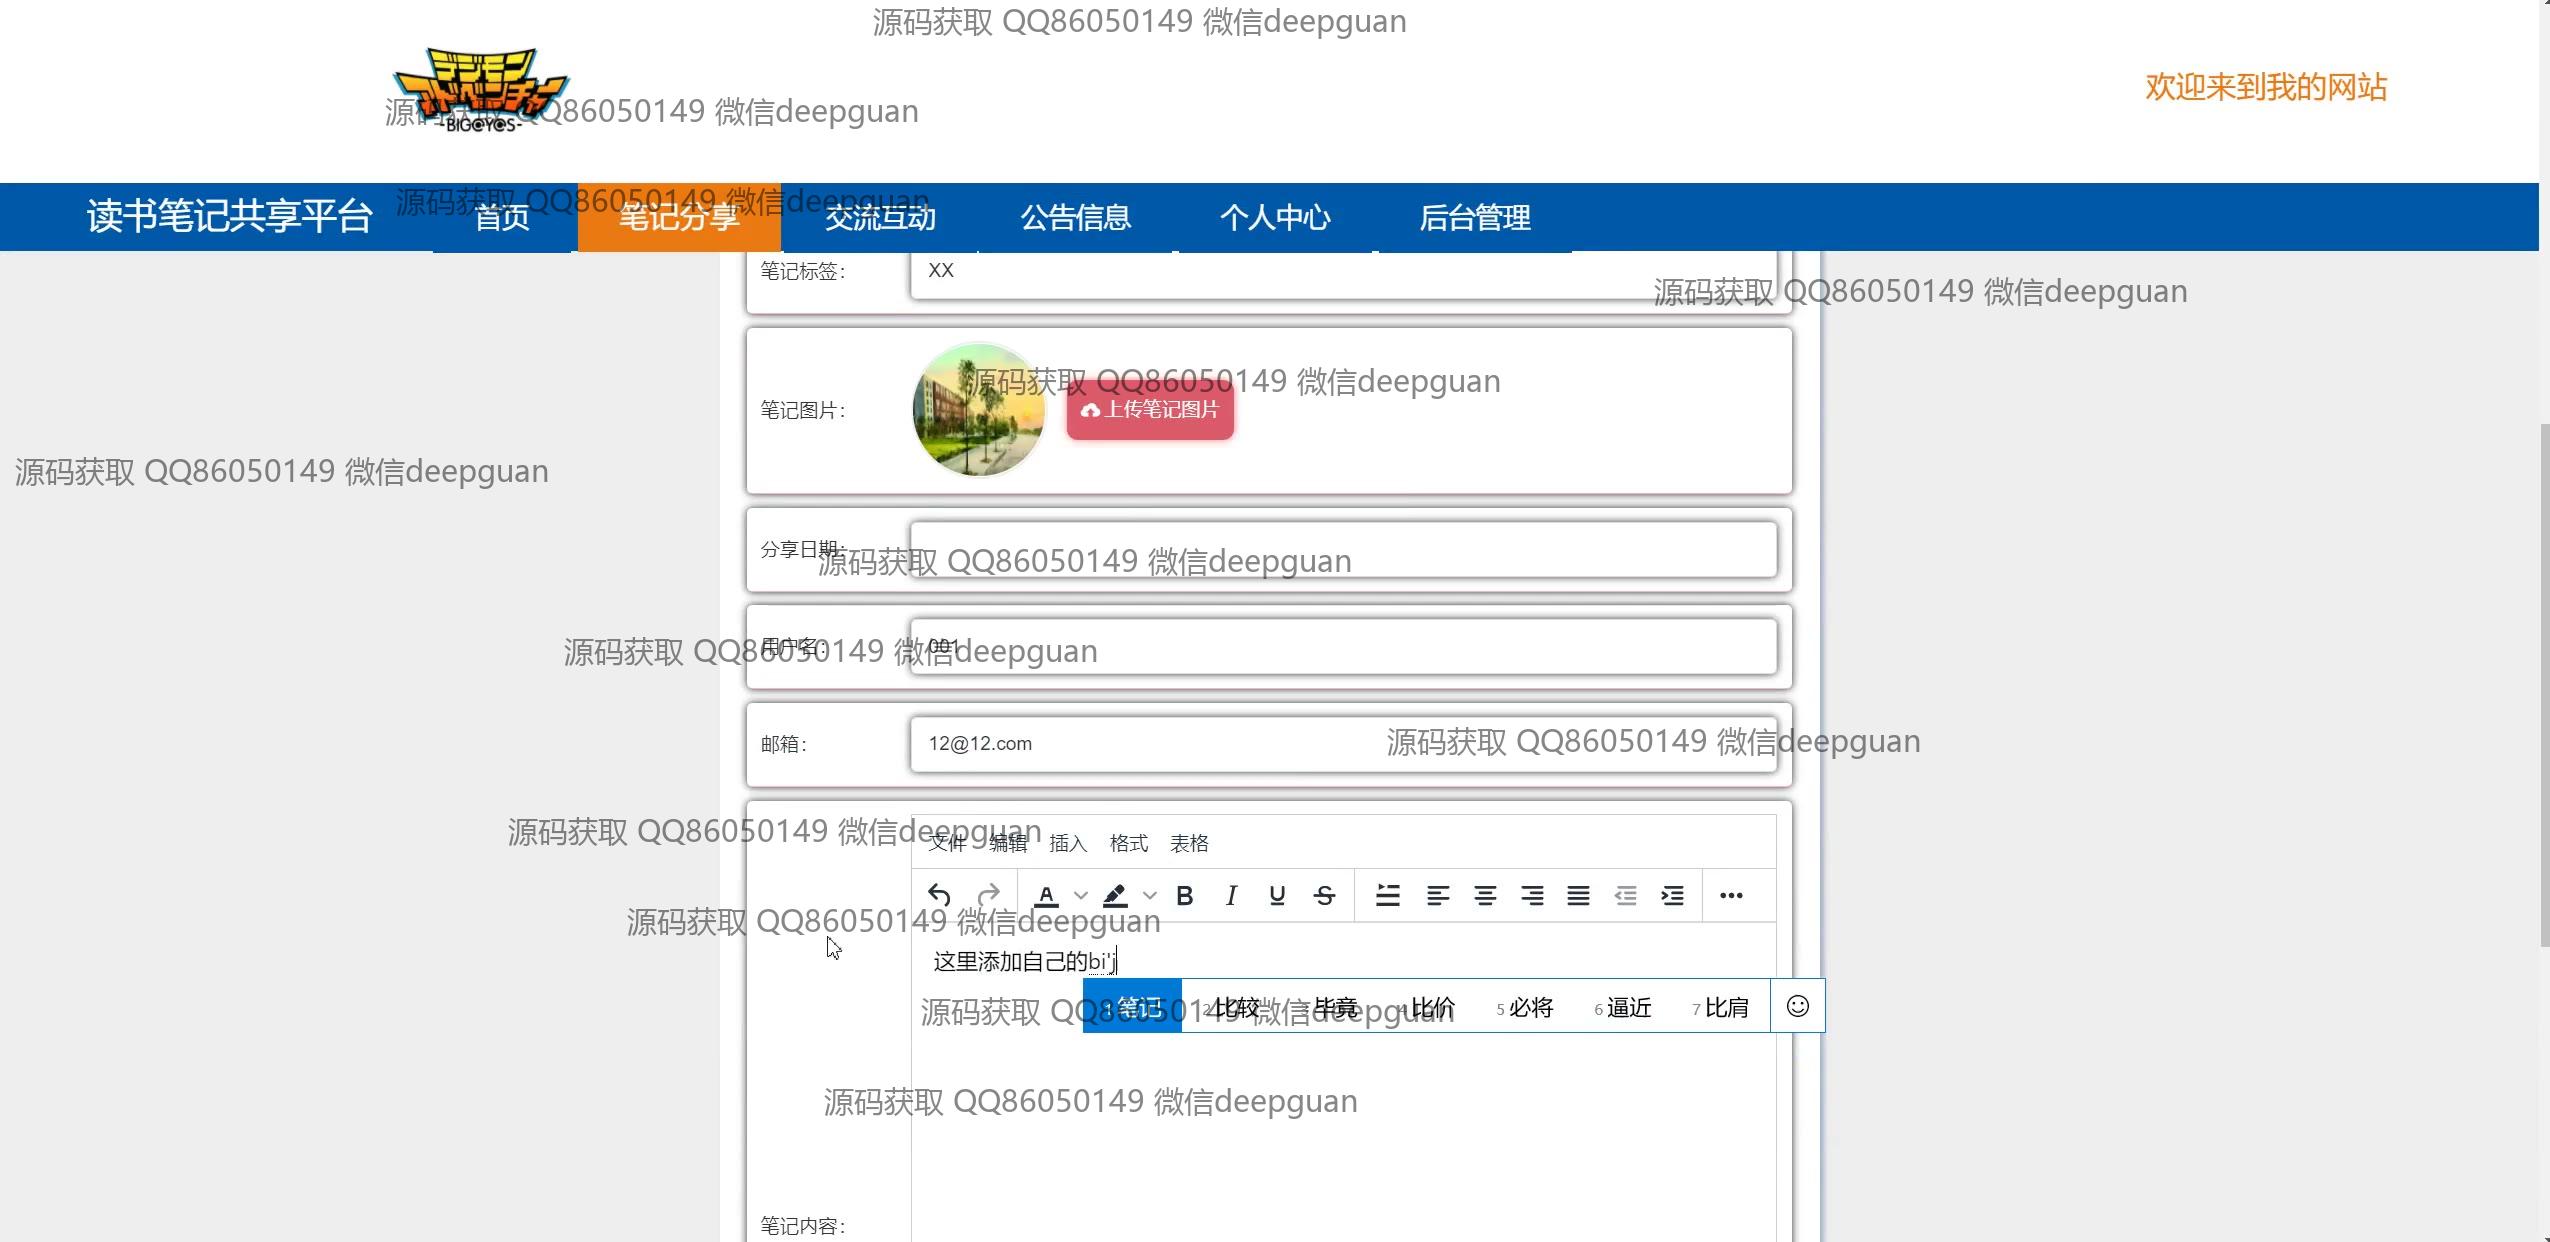 源码获取 QQ86050149 微信deepguan
欢迎来到我的网站
-BIGeYes-
源码获取 QQ86050149 微信deepguan
读书笔记共享平台 首页 笔记分享 交流互动 公告信息 个人中心 后台管理
源码获取 QQ86050149 微信deepguan
笔记标签： XX
源码获取 QQ86050149 微信deepguan
源码获取 QQ86050149 微信deepguan
笔记图片： 上传笔记图片
源码获取 QQ86050149 微信deepguan
分享日期：
源码获取 QQ86050149 微信deepguan
用户名： 001
源码获取 QQ86050149 微信deepguan
邮箱： 12@12.com
源码获取 QQ86050149 微信deepguan
源码获取 QQ86050149 微信deepguan
文件 编辑 插入 格式 表格
A B I U S
源码获取 QQ86050149 微信deepguan
这里添加自己的bi'j
1 笔记 2 比较 3 毕竟 4 比价 5 必将 6 逼近 7 比肩
源码获取 QQ86050149 微信deepguan
源码获取 QQ86050149 微信deepguan
笔记内容：